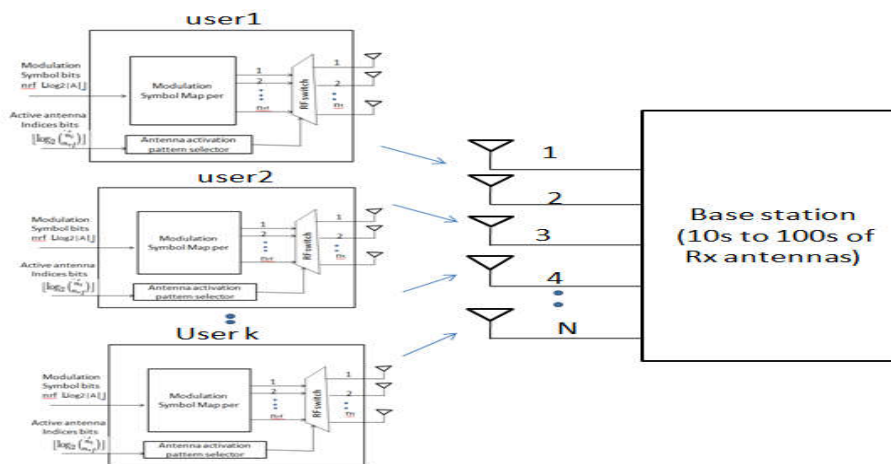 user1
Modulation
Symbol bits
nrf ⌊log2|A|⌋
Modulation
Symbol Map per
1
2
nrf
RF switch
1
2
nt
Active antenna
Indices bits
Antenna activation
pattern selector
user2
Modulation
Symbol bits
nrf ⌊log2|A|⌋
Modulation
Symbol Map per
1
2
nrf
RF switch
1
2
nt
Active antenna
Indices bits
Antenna activation
pattern selector
User k
Modulation
Symbol bits
nrf ⌊log2|A|⌋
Modulation
Symbol Map per
1
2
nrf
RF switch
1
2
Active antenna
Indices bits
Antenna activation
pattern selector
1
2
3
4
N
Base station
(10s to 100s of
Rx antennas)